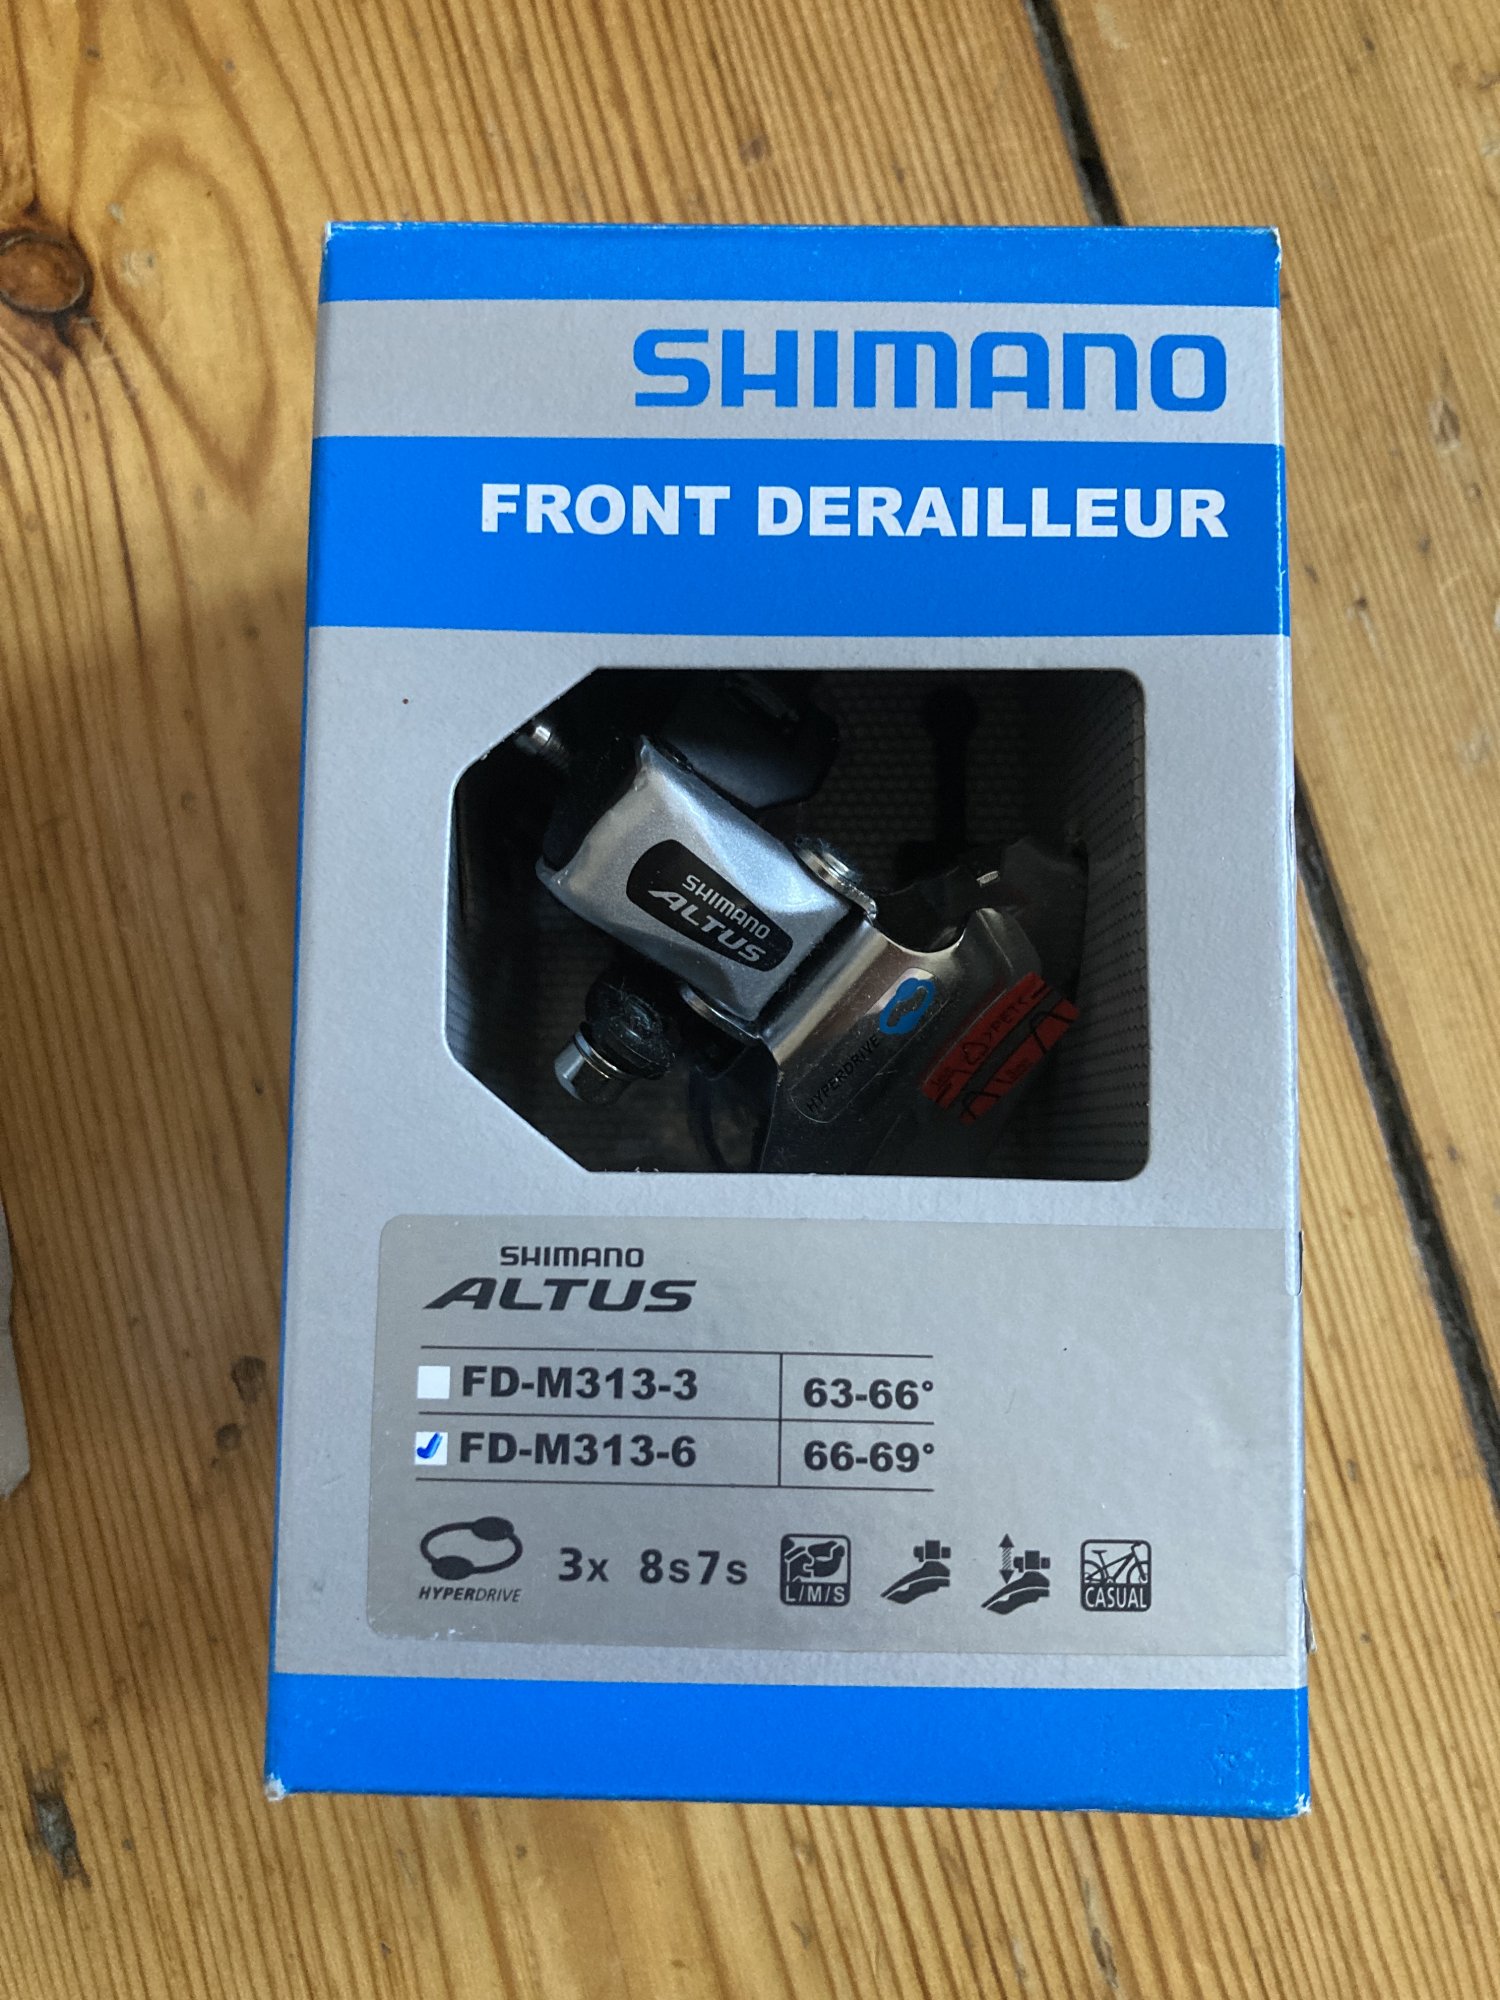 SHIMANO
FRONT DERAILLEUR
SHIMANO
ALTUS
HYPERDRIVE
SHIMANO
ALTUS
FD-M313-3 63-66°
FD-M313-6 66-69°
HYPERDRIVE 3x 8s7s L/M/S CASUAL